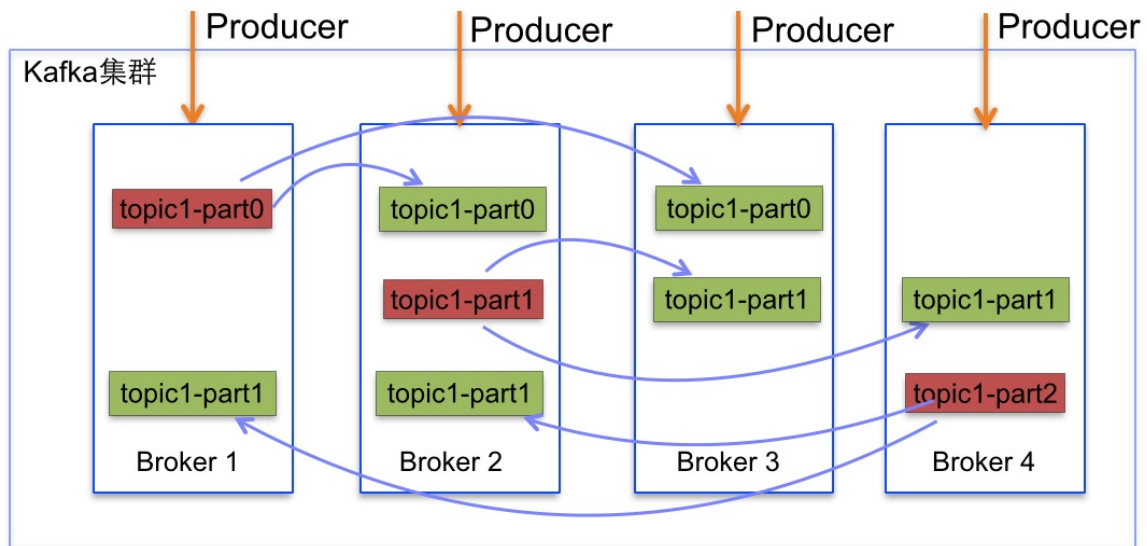 Producer
Producer
Producer
Producer
Kafka集群
topic1-part0
topic1-part0
topic1-part0
topic1-part1
topic1-part1
topic1-part1
topic1-part1
topic1-part1
topic1-part2
Broker 1
Broker 2
Broker 3
Broker 4